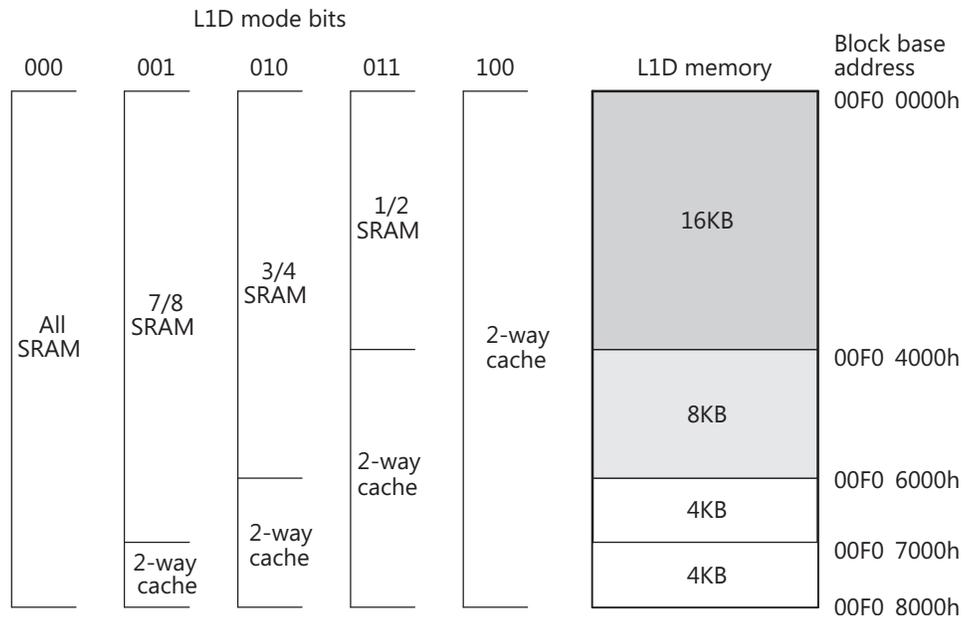 L1D mode bits
000 001 010 011 100 L1D memory
Block base
address
00F0 0000h
1/2
SRAM
16KB
3/4
SRAM
7/8
SRAM
All
SRAM
2-way
cache
00F0 4000h
8KB
2-way
cache
00F0 6000h
4KB
2-way
cache
00F0 7000h
2-way
cache
4KB
00F0 8000h